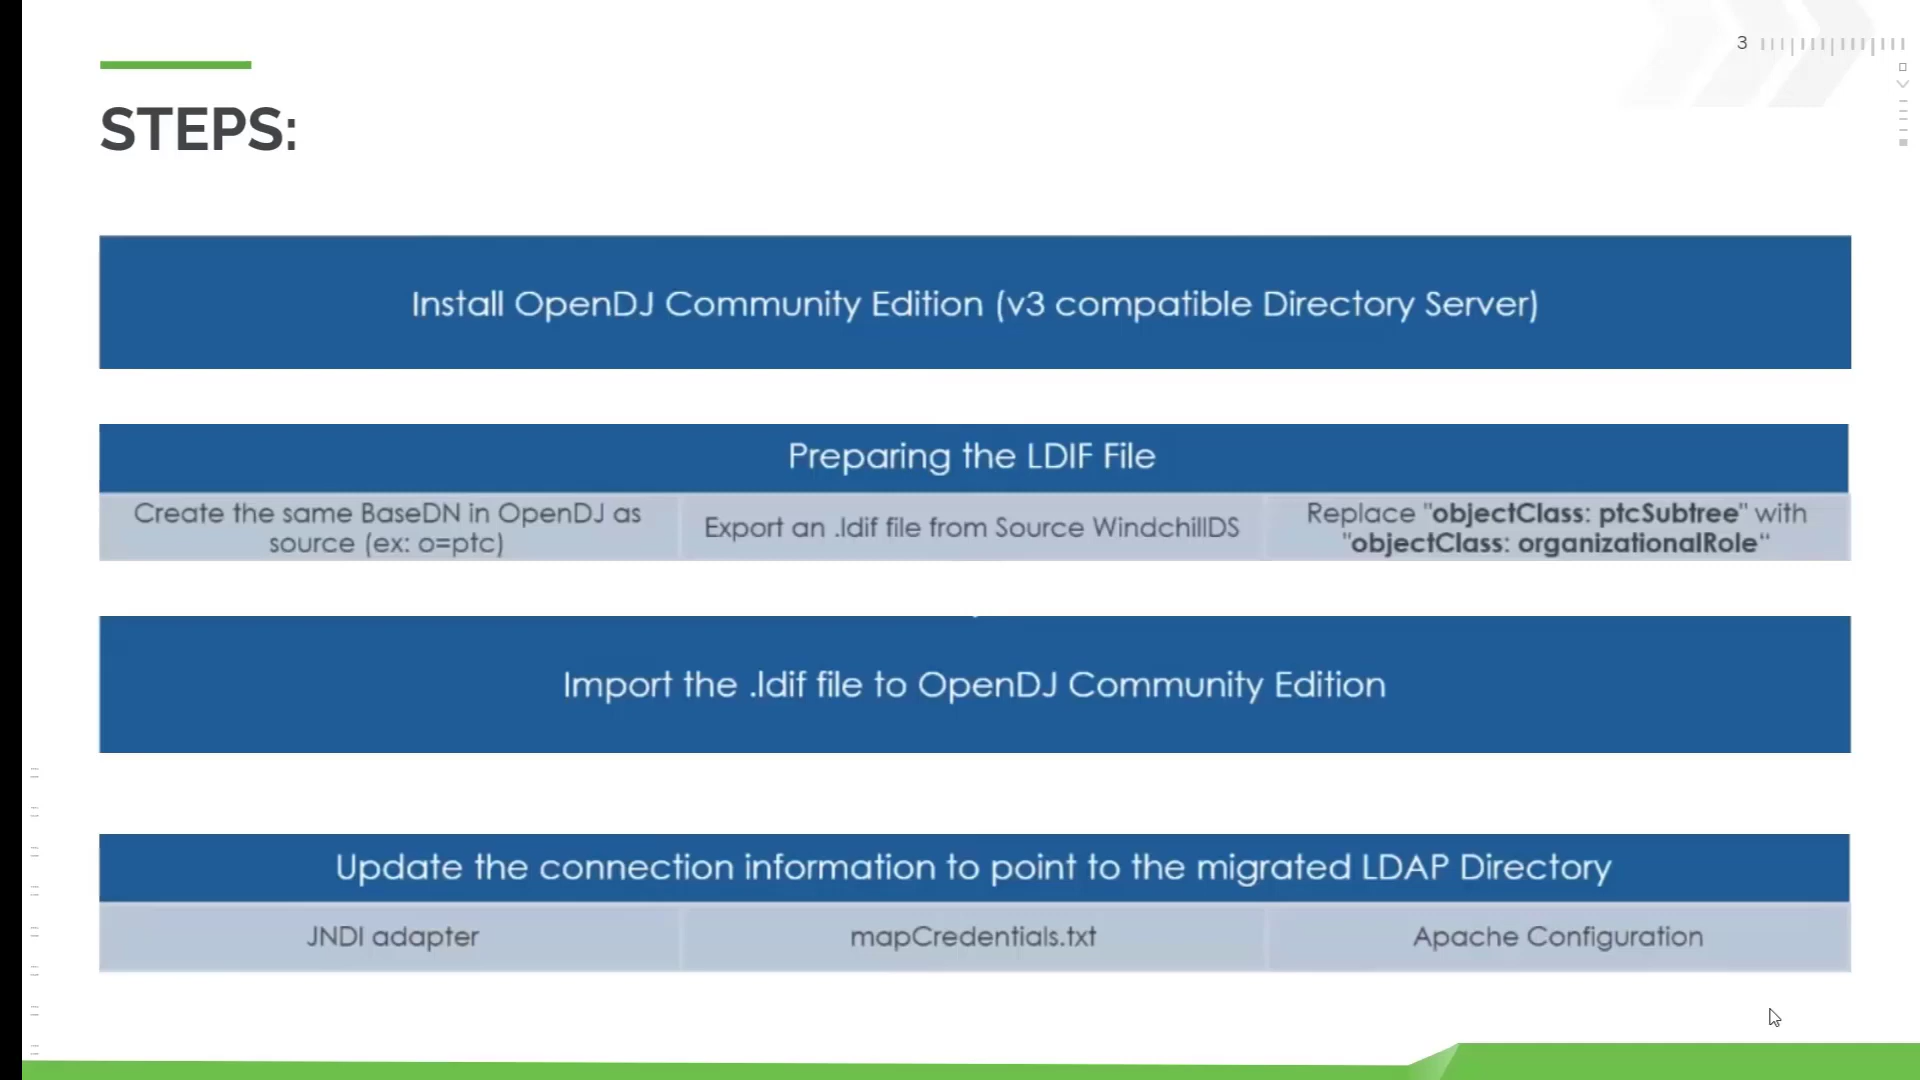 3
STEPS:
Install OpenDJ Community Edition (v3 compatible Directory Server)
Preparing the LDIF File
Create the same BaseDN in OpenDJ as
source (ex: o=ptc)
Export an .ldif file from Source WindchillDS
Replace "objectClass: ptcSubtree" with
"objectClass: organizationalRole“
Import the .ldif file to OpenDJ Community Edition
Update the connection information to point to the migrated LDAP Directory
JNDI adapter
mapCredentials.txt
Apache Configuration